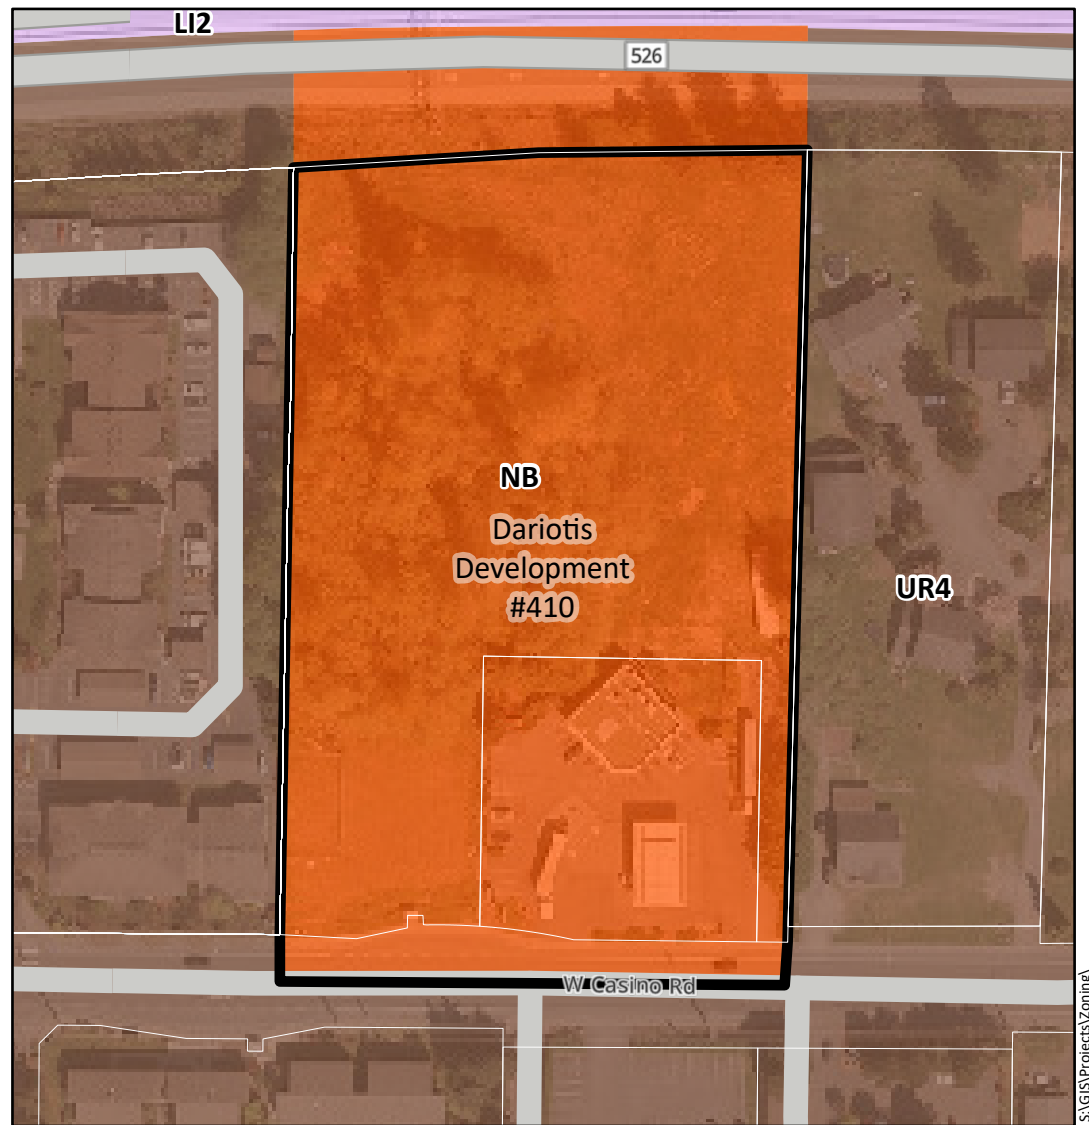 LI2
526
NB
Dariotis
Development
#410
UR4
W Casino Rd
S:\GIS\Projects\Zoning\